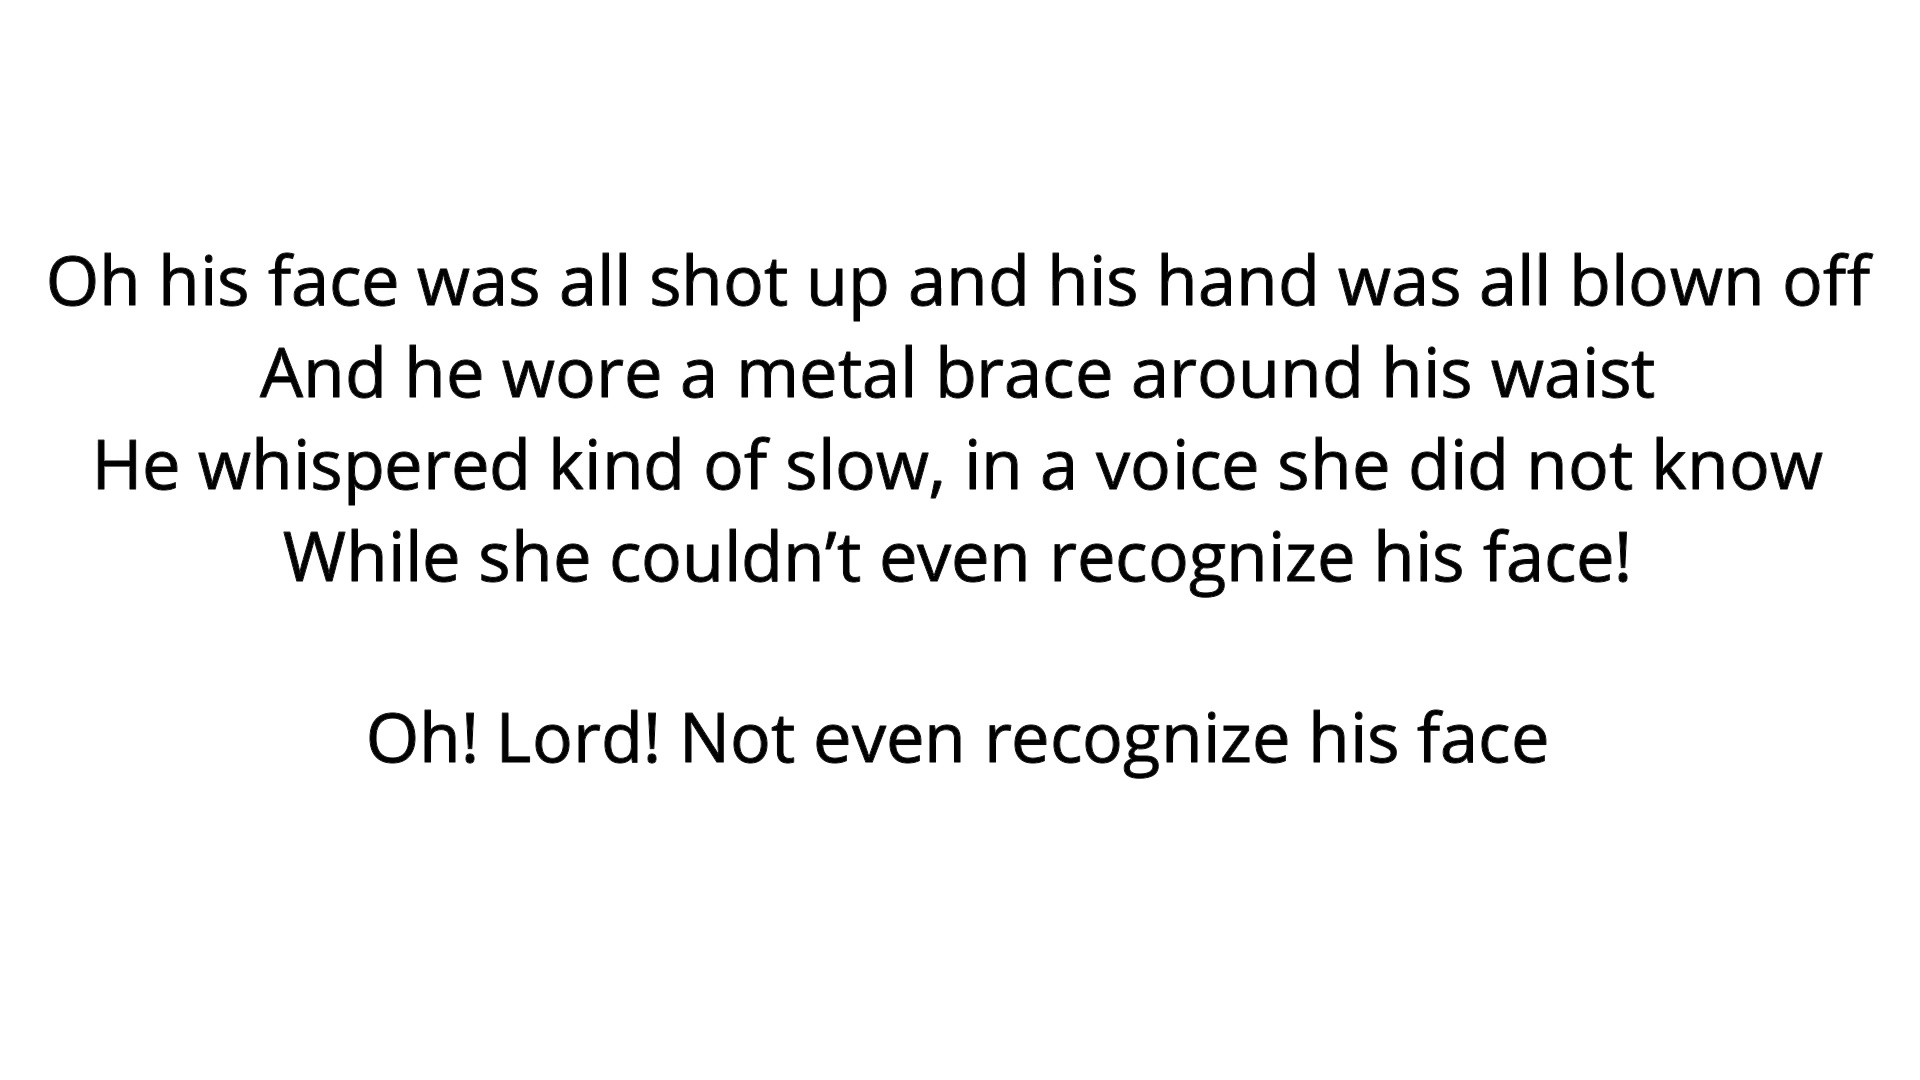 Oh his face was all shot up and his hand was all blown off
And he wore a metal brace around his waist
He whispered kind of slow, in a voice she did not know
While she couldn’t even recognize his face!
Oh! Lord! Not even recognize his face